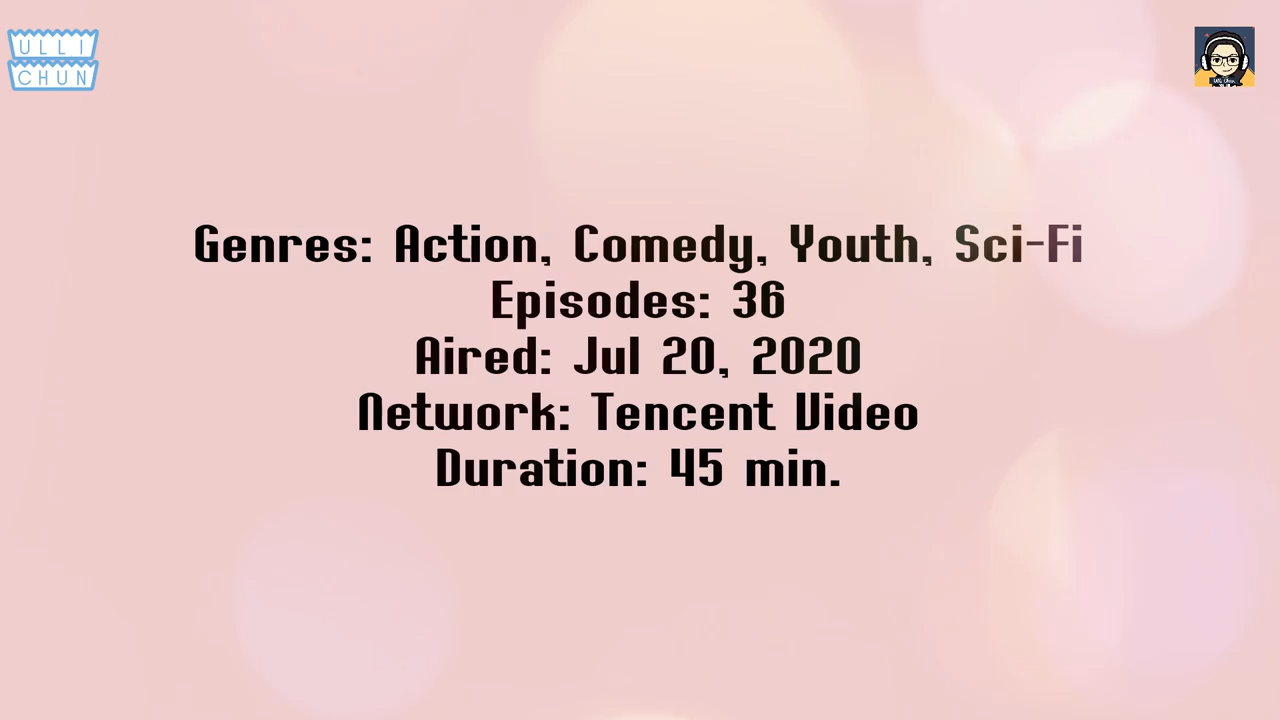 ULLI
CHUN
Genres: Action, Comedy, Youth, Sci-Fi
Episodes: 36
Aired: Jul 20, 2020
Network: Tencent Video
Duration: 45 min.